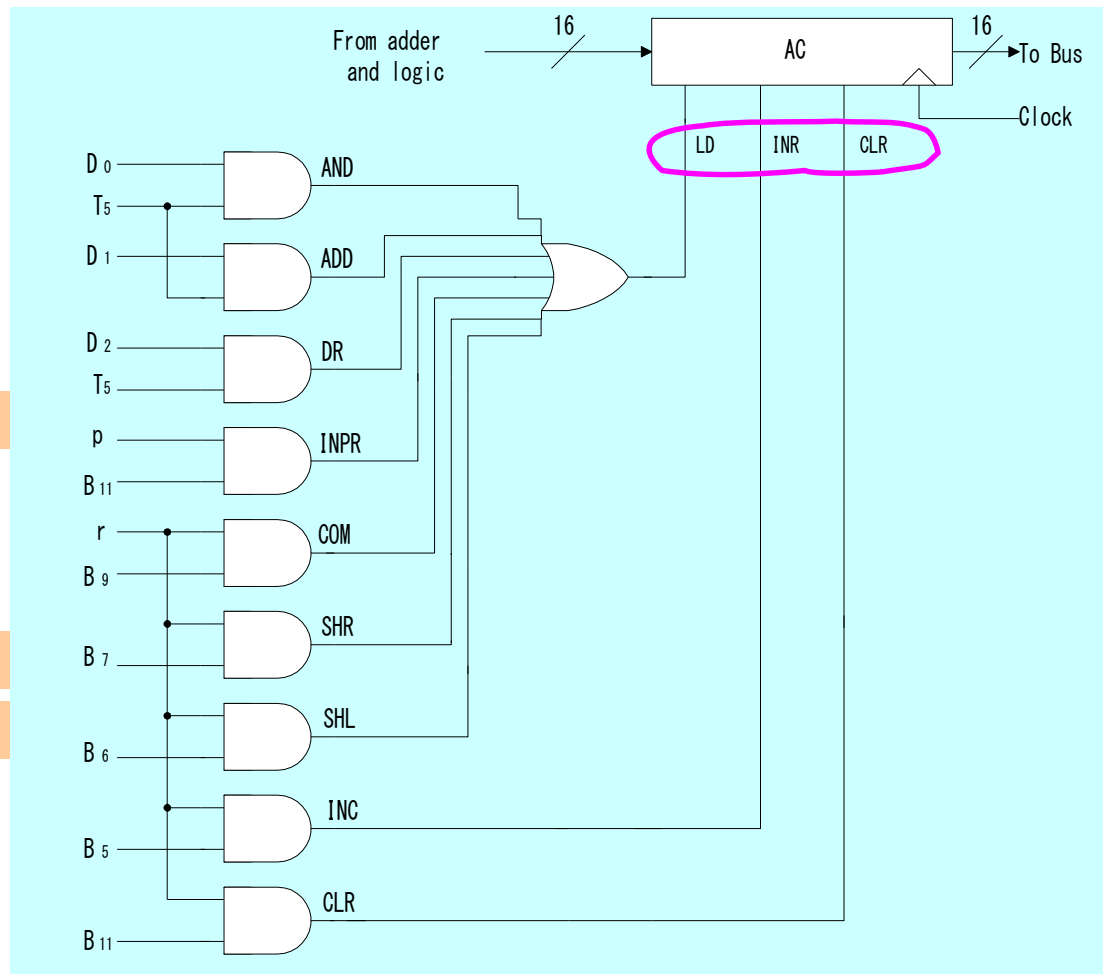 From adder
and logic
16
AC
16
To Bus
Clock
LD INR CLR
D0
T5
AND
D1
ADD
D2
T5
DR
p
B11
INPR
r
B9
COM
B7
SHR
B6
SHL
B5
INC
B11
CLR